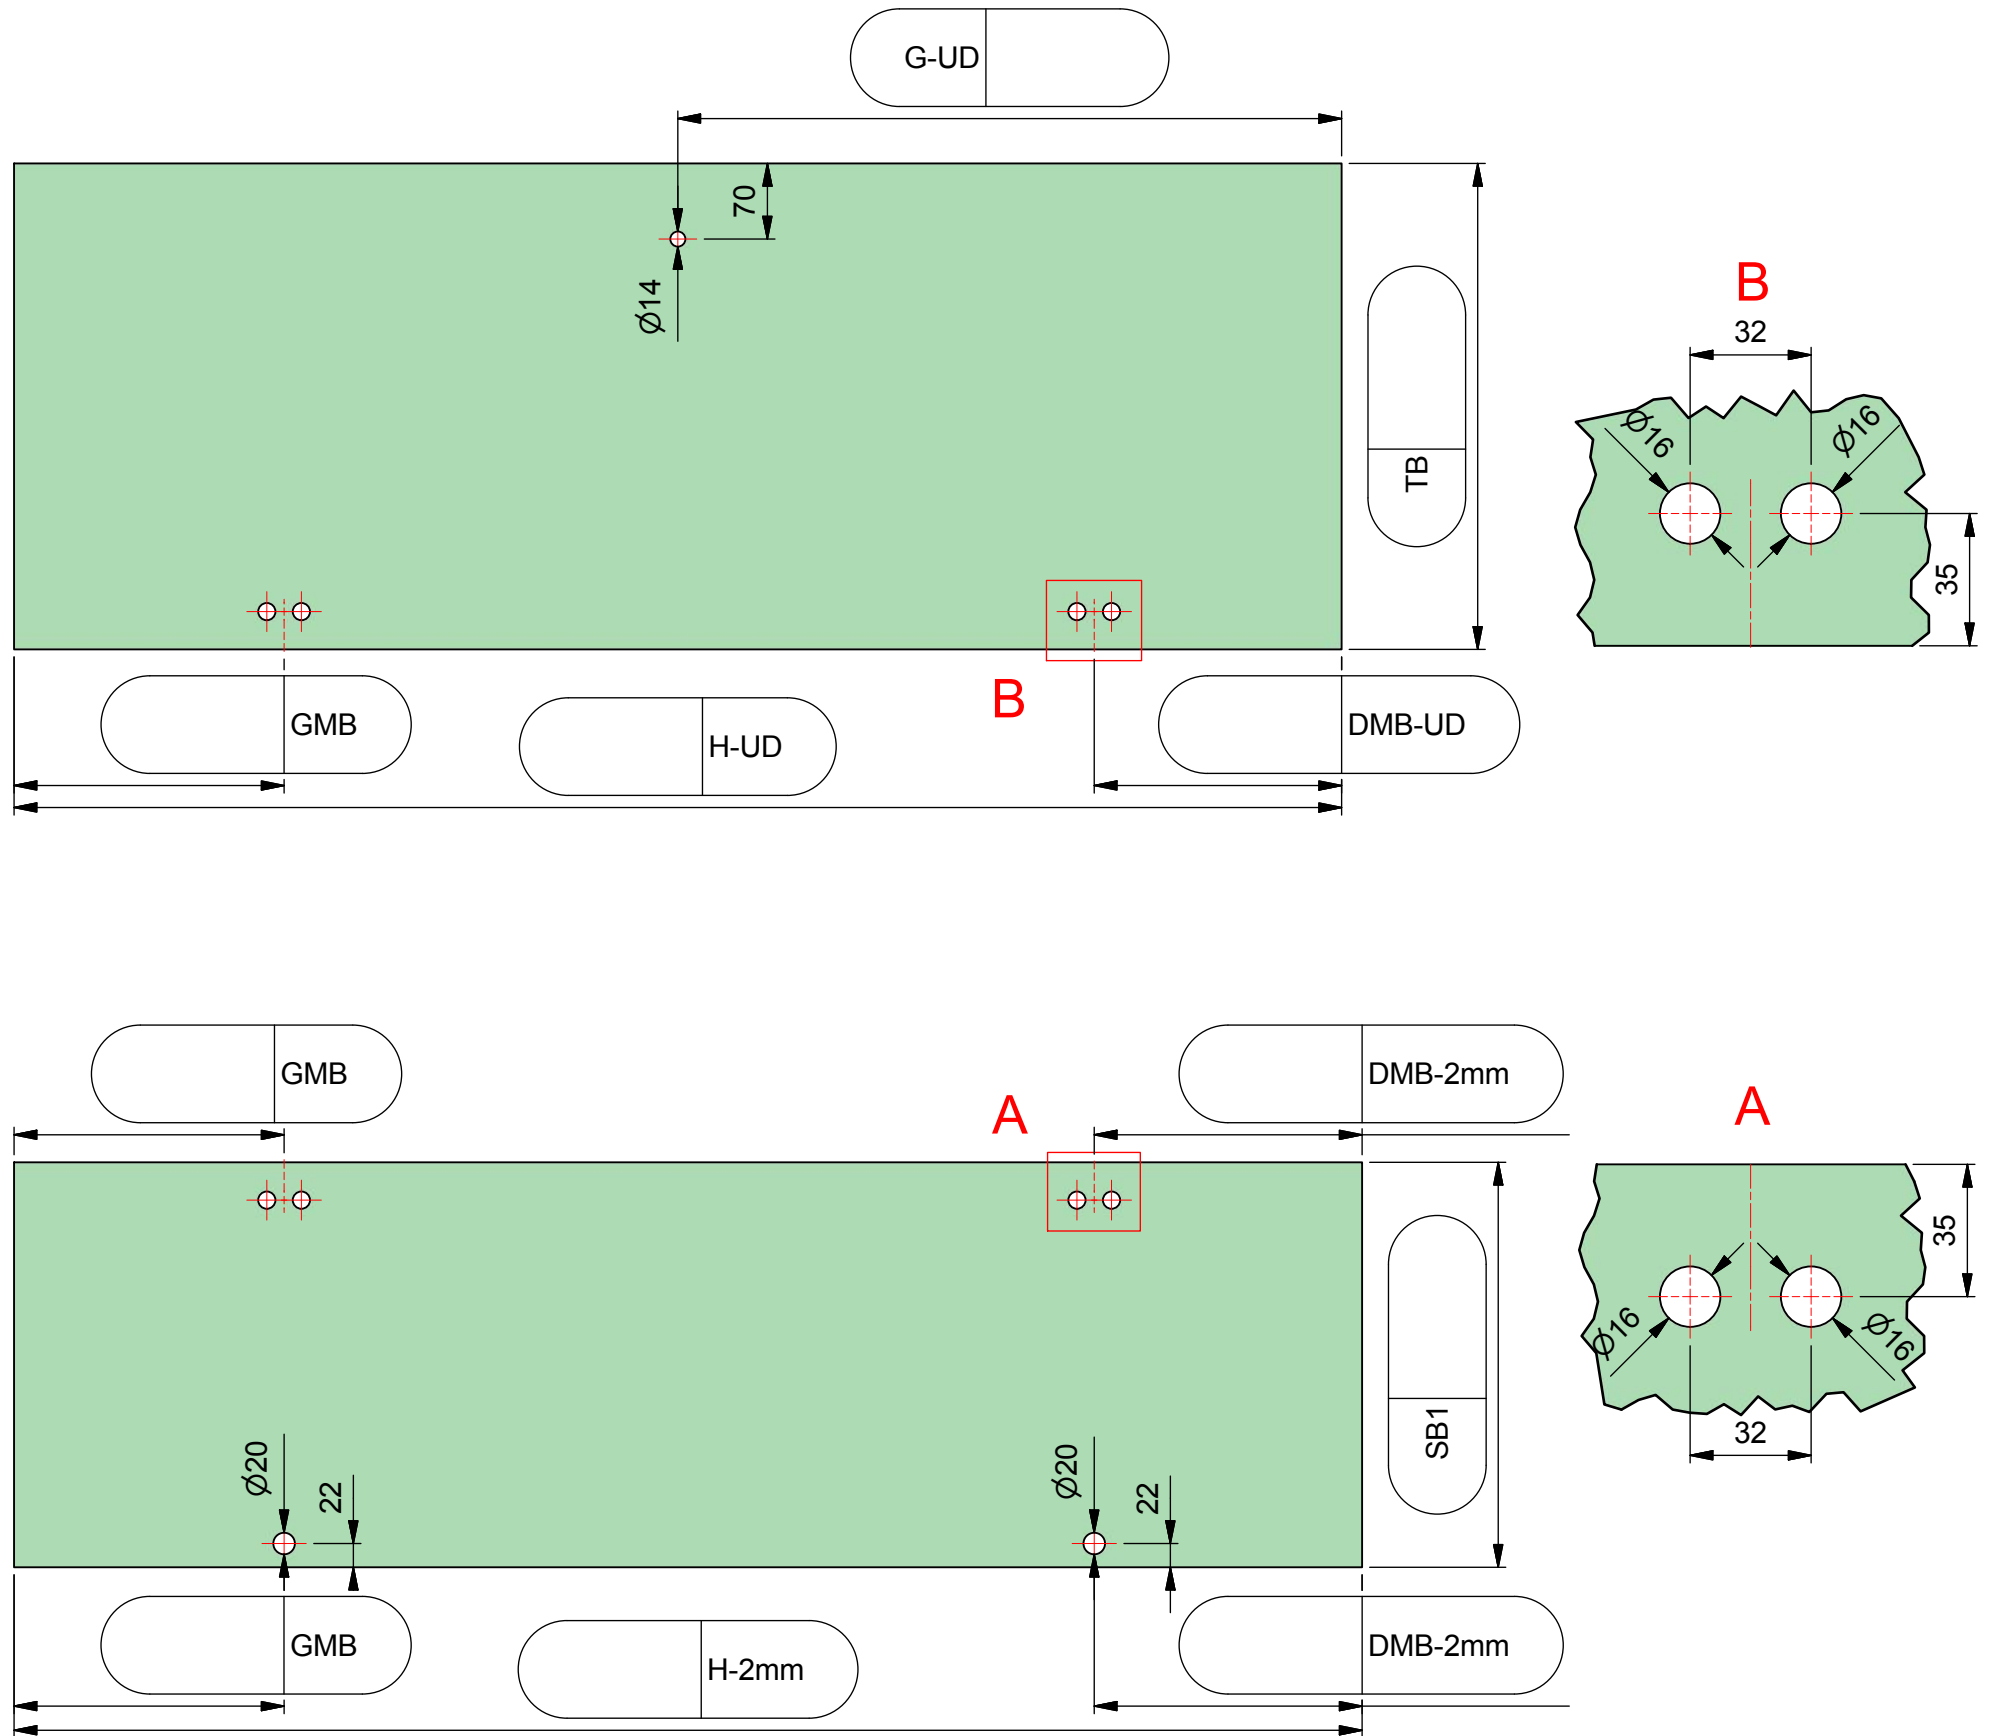 G-UD
70
Ø14
TB
B
32
Ø16
Ø16
35
B
GMB
H-UD
DMB-UD
GMB
A
DMB-2mm
A
35
Ø16
Ø16
32
SB1
Ø20
22
Ø20
22
GMB
H-2mm
DMB-2mm